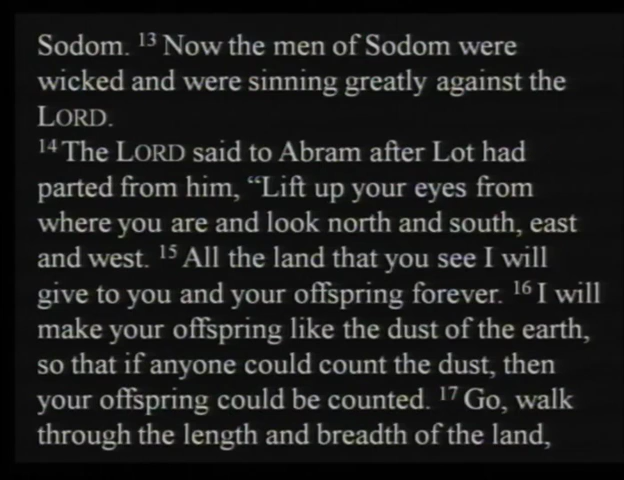 Sodom. 13 Now the men of Sodom were
wicked and were sinning greatly against the
LORD.
14 The LORD said to Abram after Lot had
parted from him, “Lift up your eyes from
where you are and look north and south, east
and west. 15 All the land that you see I will
give to you and your offspring forever. 16 I will
make your offspring like the dust of the earth,
so that if anyone could count the dust, then
your offspring could be counted. 17 Go, walk
through the length and breadth of the land,